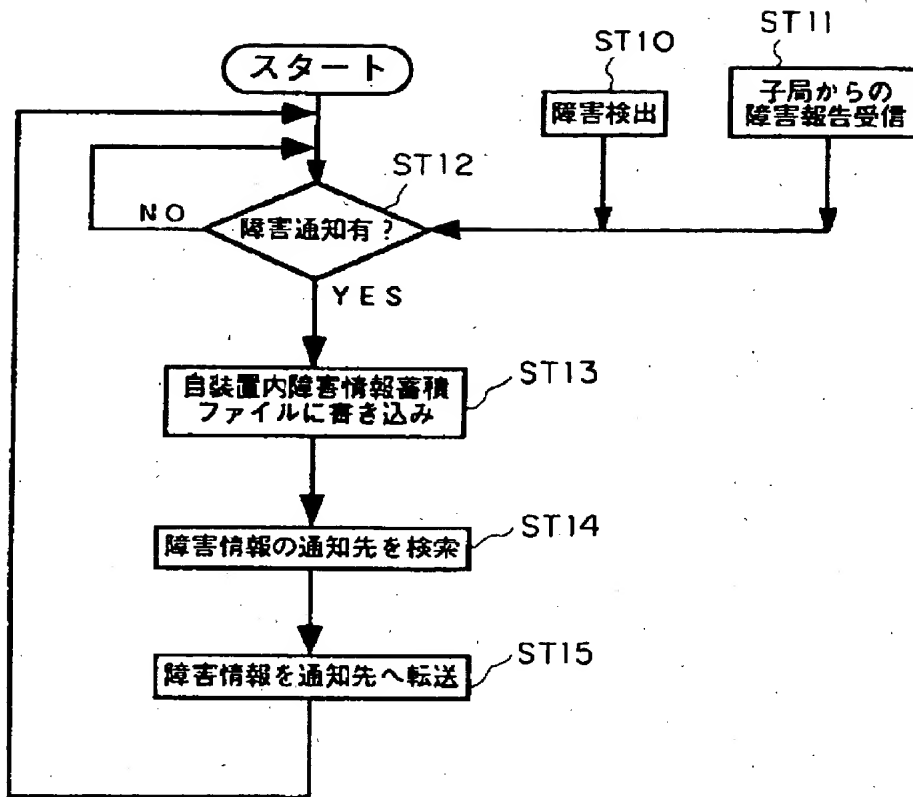 スタート
ST10
障害検出
ST11
子局からの
障害報告受信
ST12
障害通知有？
NO
YES
ST13
自装置内障害情報蓄積
ファイルに書き込み
ST14
障害情報の通知先を検索
ST15
障害情報を通知先へ転送